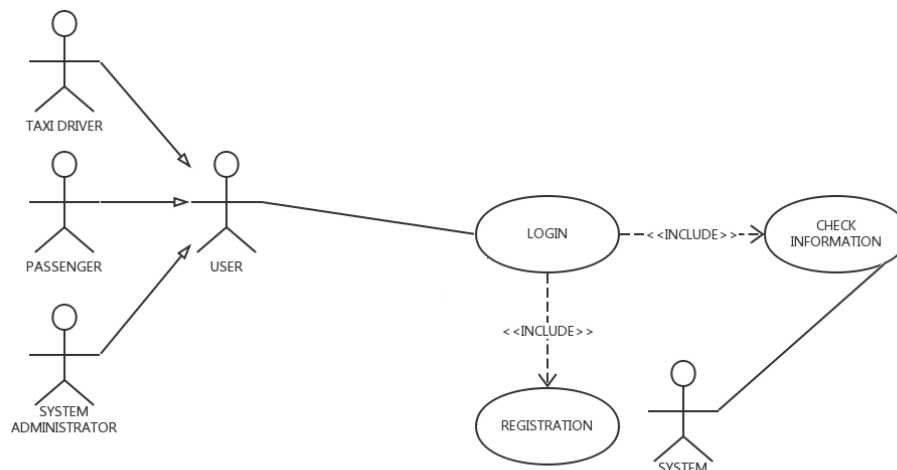 TAXI DRIVER
PASSENGER
USER
SYSTEM
ADMINISTRATOR
LOGIN
<<INCLUDE>>
CHECK
INFORMATION
<<INCLUDE>>
REGISTRATION
SYSTEM